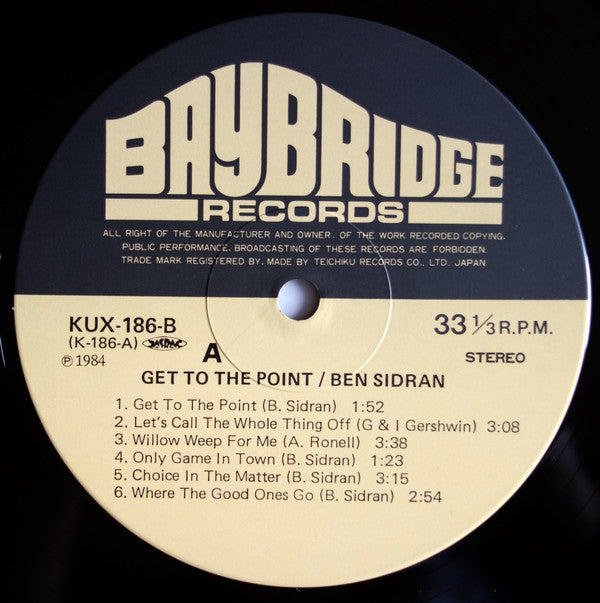 BAYBRIDGE
RECORDS
ALL RIGHT OF THE MANUFACTURER AND OWNER. OF THE WORK RECORDED COPYING.
PUBLIC PERFORMANCE. BROADCASTING OF THESE RECORDS ARE FORBIDDEN.
TRADE MARK REGISTERED BY. MADE BY TEICHIKU RECORDS CO., LTD. JAPAN
KUX-186-B
33 1/3 R.P.M.
(K-186-A) JASRAC
A
STEREO
℗ 1984
GET TO THE POINT / BEN SIDRAN
1. Get To The Point (B. Sidran) 1:52
2. Let's Call The Whole Thing Off (G & I Gershwin) 3:08
3. Willow Weep For Me (A. Ronell) 3:38
4. Only Game In Town (B. Sidran) 1:23
5. Choice In The Matter (B. Sidran) 3:15
6. Where The Good Ones Go (B. Sidran) 2:54